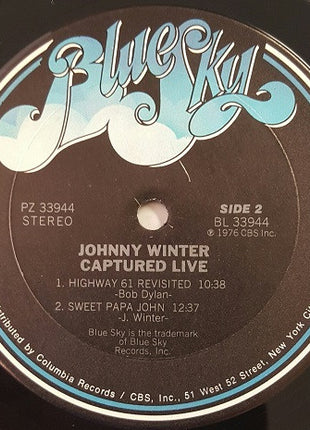 Blue Sky
PZ 33944
STEREO
SIDE 2
BL 33944
℗ 1976 CBS Inc.
JOHNNY WINTER
CAPTURED LIVE
1. HIGHWAY 61 REVISITED 10:38
-Bob Dylan-
2. SWEET PAPA JOHN 12:37
-J. Winter-
Blue Sky is the trademark
of Blue Sky
Records, Inc.
Distributed by Columbia Records / CBS, Inc., 51 West 52 Street, New York City